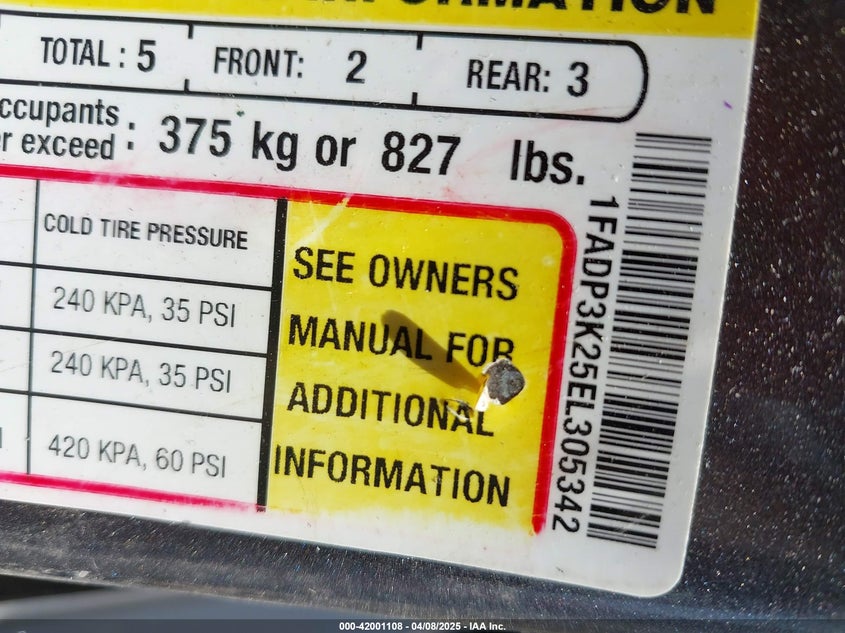 INFORMATION
TOTAL : 5 FRONT: 2 REAR: 3
ccupants
r exceed : 375 kg or 827 lbs.
COLD TIRE PRESSURE
240 KPA, 35 PSI
240 KPA, 35 PSI
420 KPA, 60 PSI
SEE OWNERS
MANUAL FOR
ADDITIONAL
INFORMATION
1FADP3K25EL305342
000-42001108 - 04/08/2025 - IAA Inc.